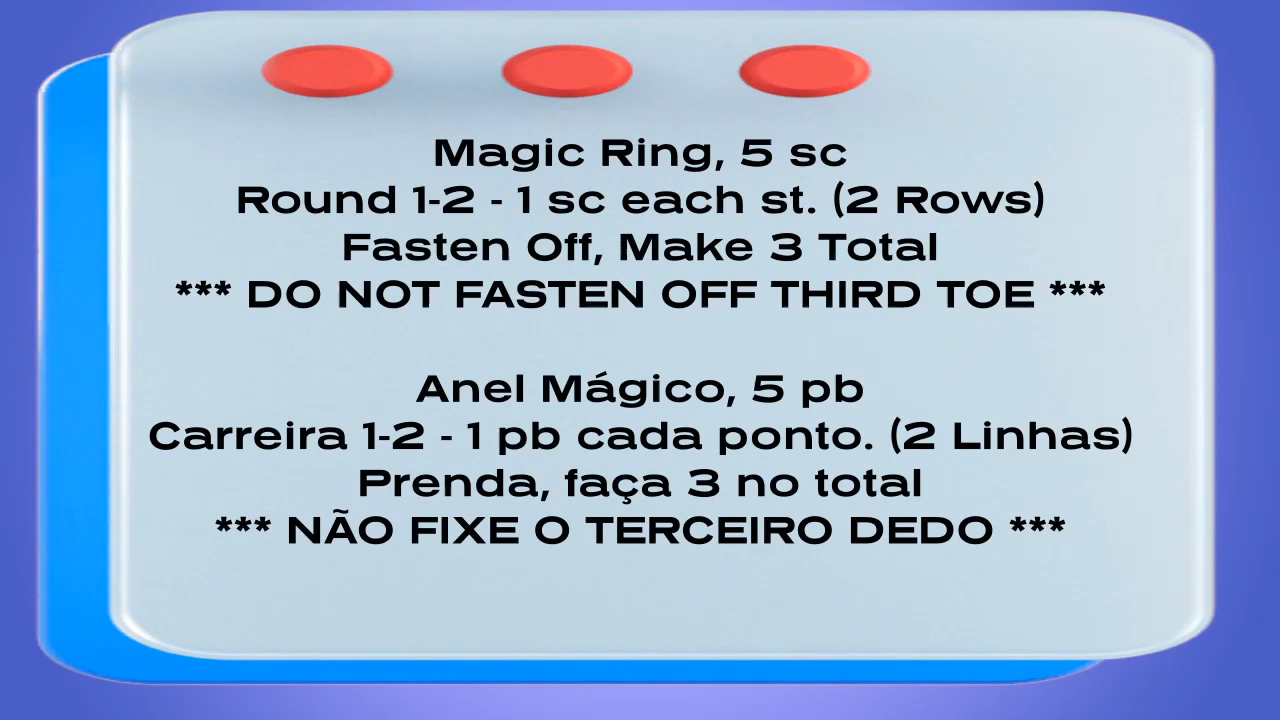 Magic Ring, 5 sc
Round 1-2 - 1 sc each st. (2 Rows)
Fasten Off, Make 3 Total
*** DO NOT FASTEN OFF THIRD TOE ***
Anel Mágico, 5 pb
Carreira 1-2 - 1 pb cada ponto. (2 Linhas)
Prenda, faça 3 no total
*** NÃO FIXE O TERCEIRO DEDO ***